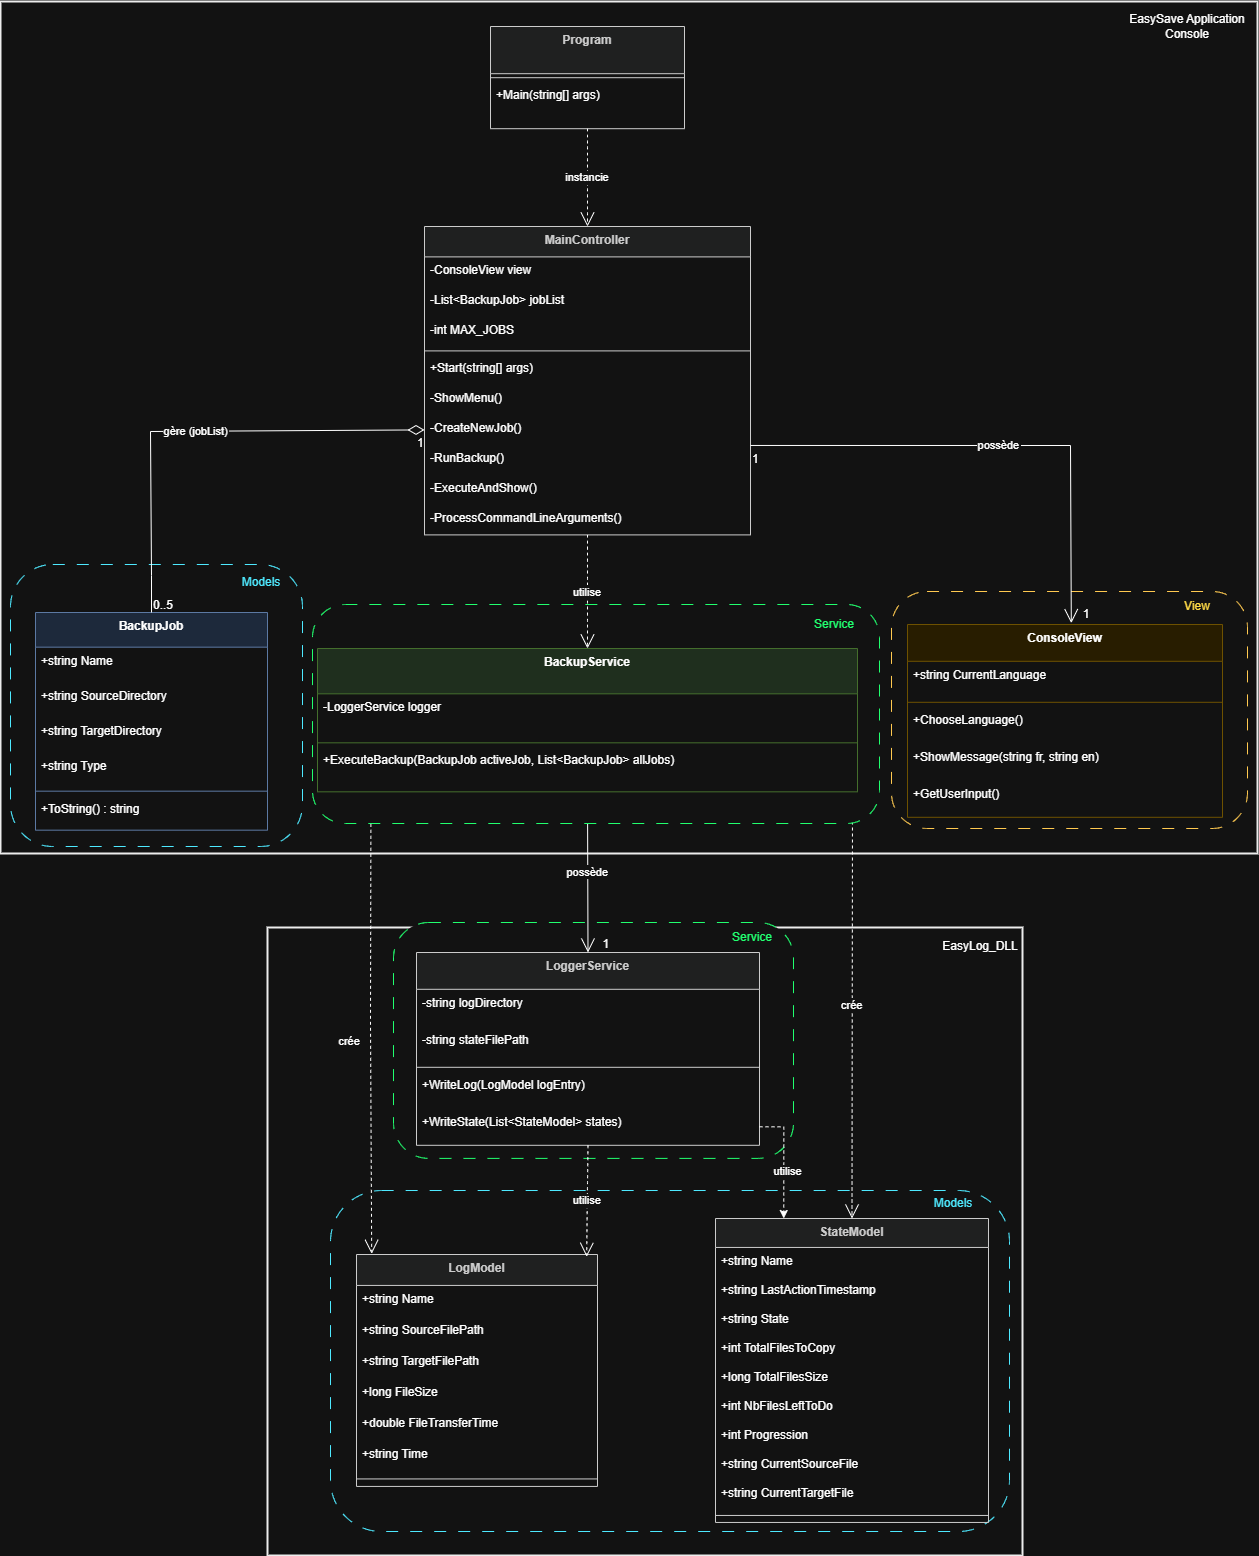 EasySave Application
Console
Program
+Main(string[] args)
instancie
MainController
-ConsoleView view
-List<BackupJob> jobList
-int MAX_JOBS
+Start(string[] args)
-ShowMenu()
-CreateNewJob()
-RunBackup()
-ExecuteAndShow()
-ProcessCommandLineArguments()
gère (jobList)
1
possède
1
utilise
Models
0..5
BackupJob
+string Name
+string SourceDirectory
+string TargetDirectory
+string Type
+ToString() : string
Service
BackupService
-LoggerService logger
+ExecuteBackup(BackupJob activeJob, List<BackupJob> allJobs)
View
1
ConsoleView
+string CurrentLanguage
+ChooseLanguage()
+ShowMessage(string fr, string en)
+GetUserInput()
possède
1
Service
EasyLog_DLL
LoggerService
-string logDirectory
-string stateFilePath
+WriteLog(LogModel logEntry)
+WriteState(List<StateModel> states)
crée
crée
utilise
utilise
Models
LogModel
+string Name
+string SourceFilePath
+string TargetFilePath
+long FileSize
+double FileTransferTime
+string Time
StateModel
+string Name
+string LastActionTimestamp
+string State
+int TotalFilesToCopy
+long TotalFilesSize
+int NbFilesLeftToDo
+int Progression
+string CurrentSourceFile
+string CurrentTargetFile